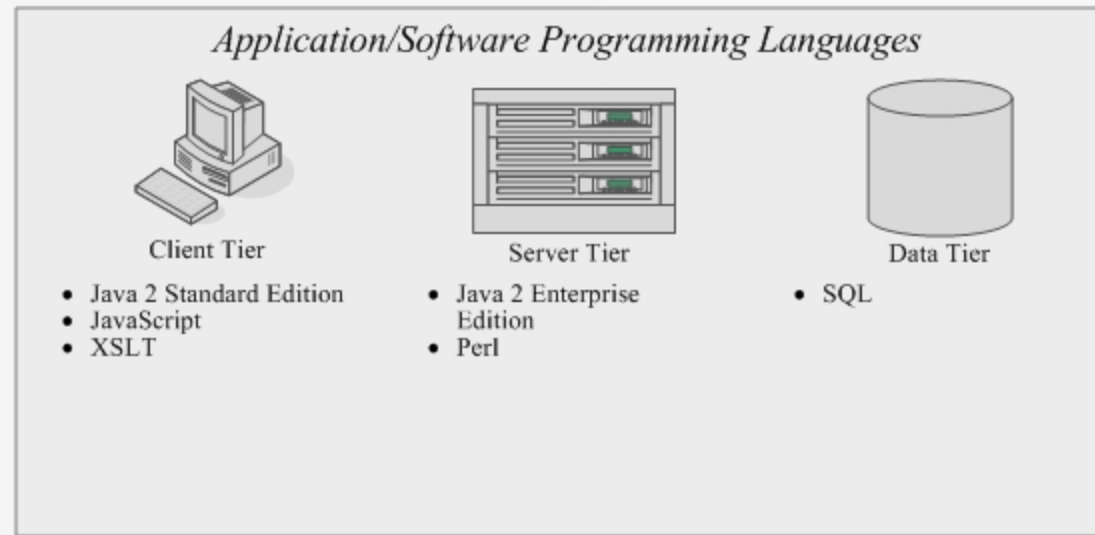 Application/Software Programming Languages
Client Tier
Server Tier
Data Tier
• Java 2 Standard Edition
• JavaScript
• XSLT
• Java 2 Enterprise
Edition
• Perl
• SQL